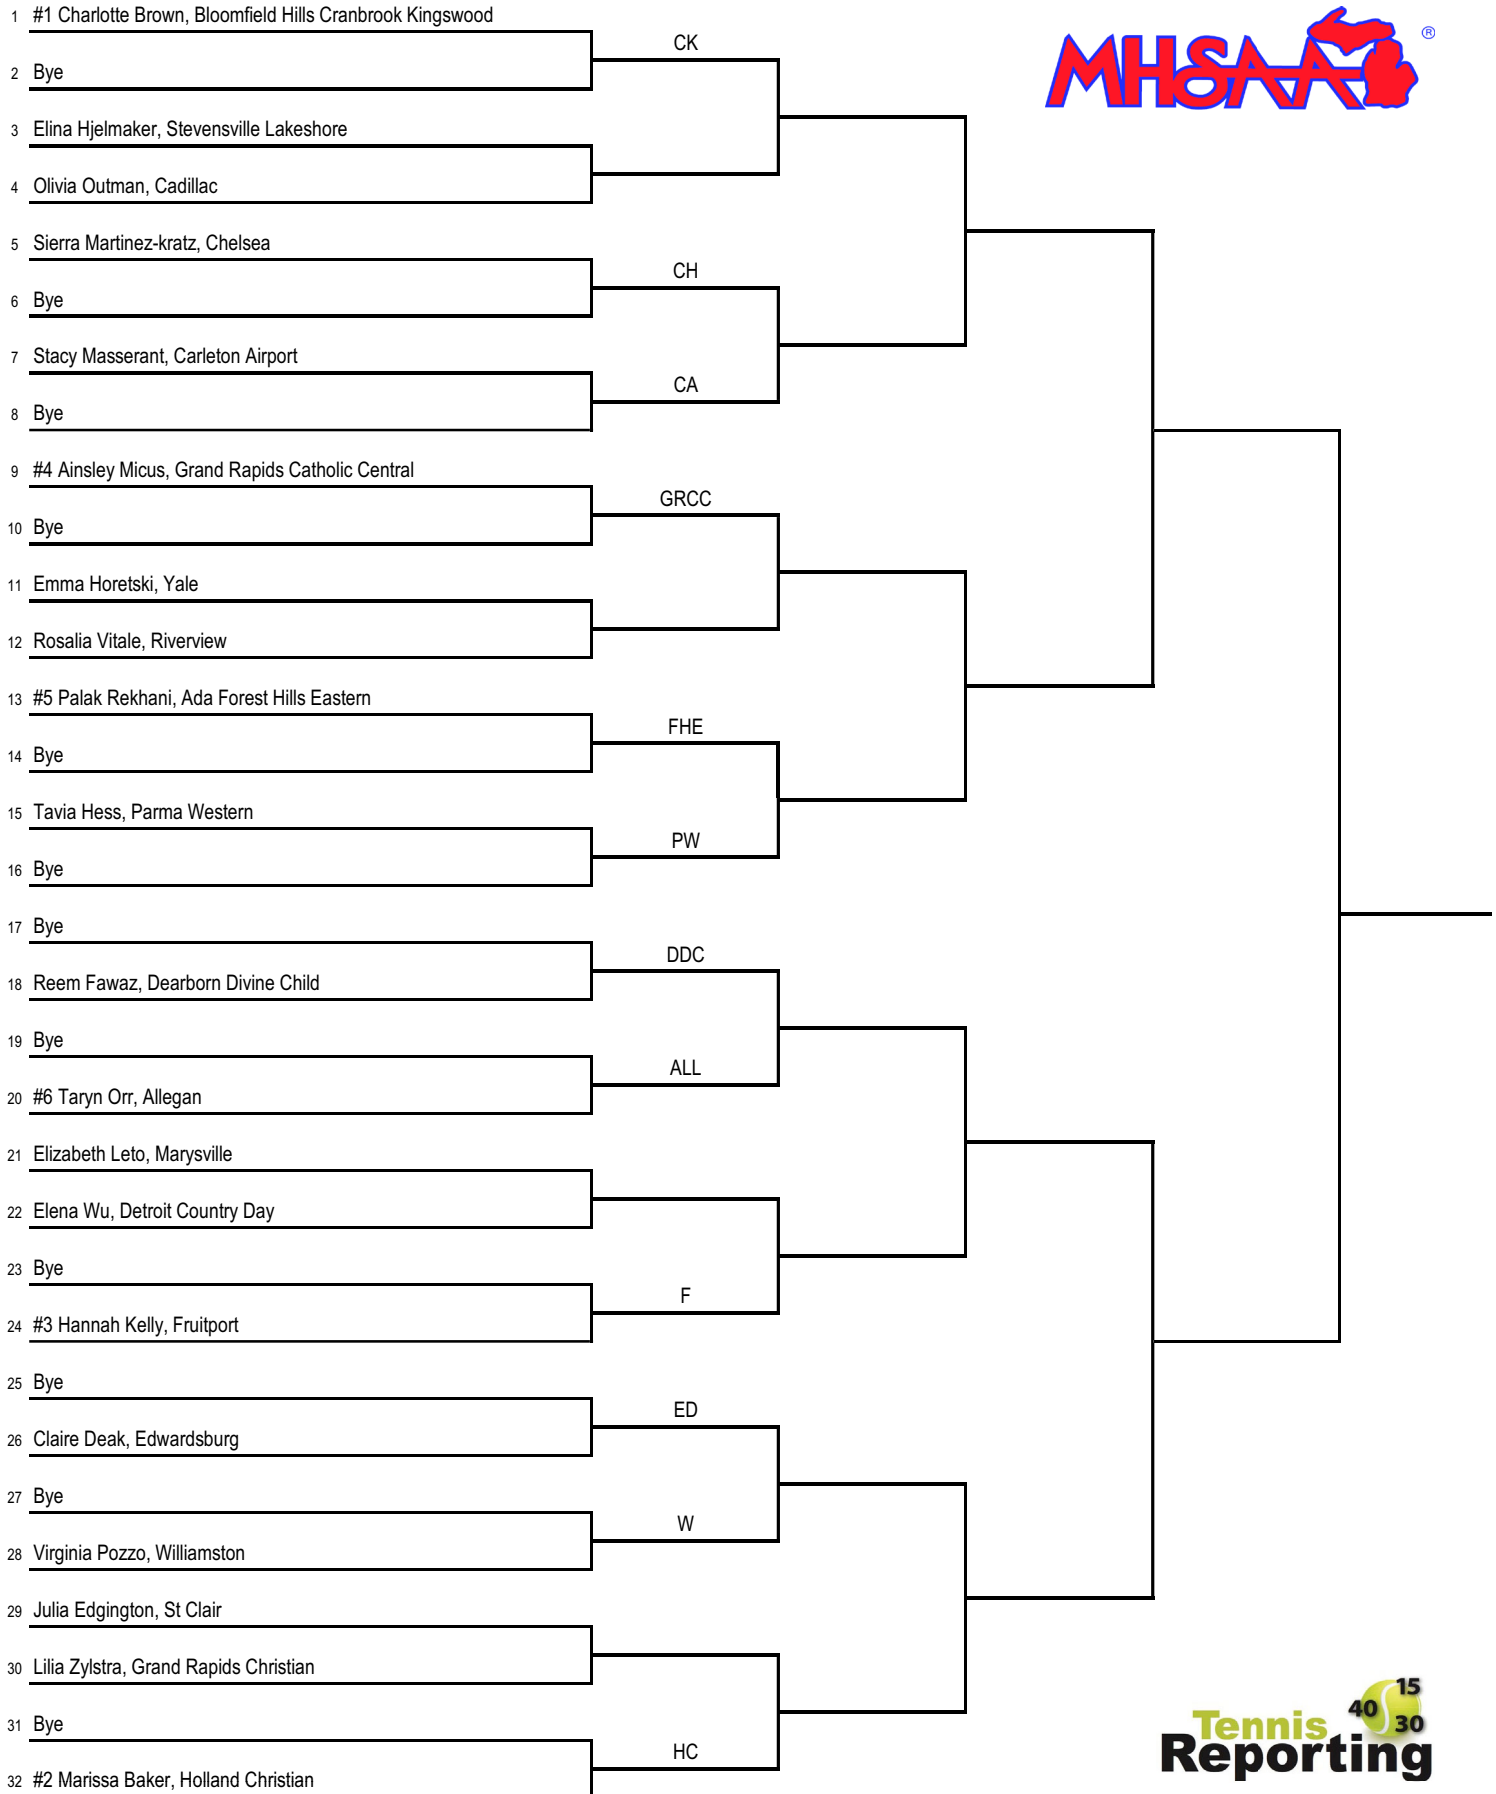 1 #1 Charlotte Brown, Bloomfield Hills Cranbrook Kingswood
CK
MHSAA ®
2 Bye
3 Elina Hjelmaker, Stevensville Lakeshore
4 Olivia Outman, Cadillac
5 Sierra Martinez-kratz, Chelsea
CH
6 Bye
7 Stacy Masserant, Carleton Airport
CA
8 Bye
9 #4 Ainsley Micus, Grand Rapids Catholic Central
GRCC
10 Bye
11 Emma Horetski, Yale
12 Rosalia Vitale, Riverview
13 #5 Palak Rekhani, Ada Forest Hills Eastern
FHE
14 Bye
15 Tavia Hess, Parma Western
PW
16 Bye
17 Bye
DDC
18 Reem Fawaz, Dearborn Divine Child
19 Bye
ALL
20 #6 Taryn Orr, Allegan
21 Elizabeth Leto, Marysville
22 Elena Wu, Detroit Country Day
23 Bye
F
24 #3 Hannah Kelly, Fruitport
25 Bye
ED
26 Claire Deak, Edwardsburg
27 Bye
W
28 Virginia Pozzo, Williamston
29 Julia Edgington, St Clair
30 Lilia Zylstra, Grand Rapids Christian
31 Bye
HC
32 #2 Marissa Baker, Holland Christian
15
40
30
Tennis
Reporting